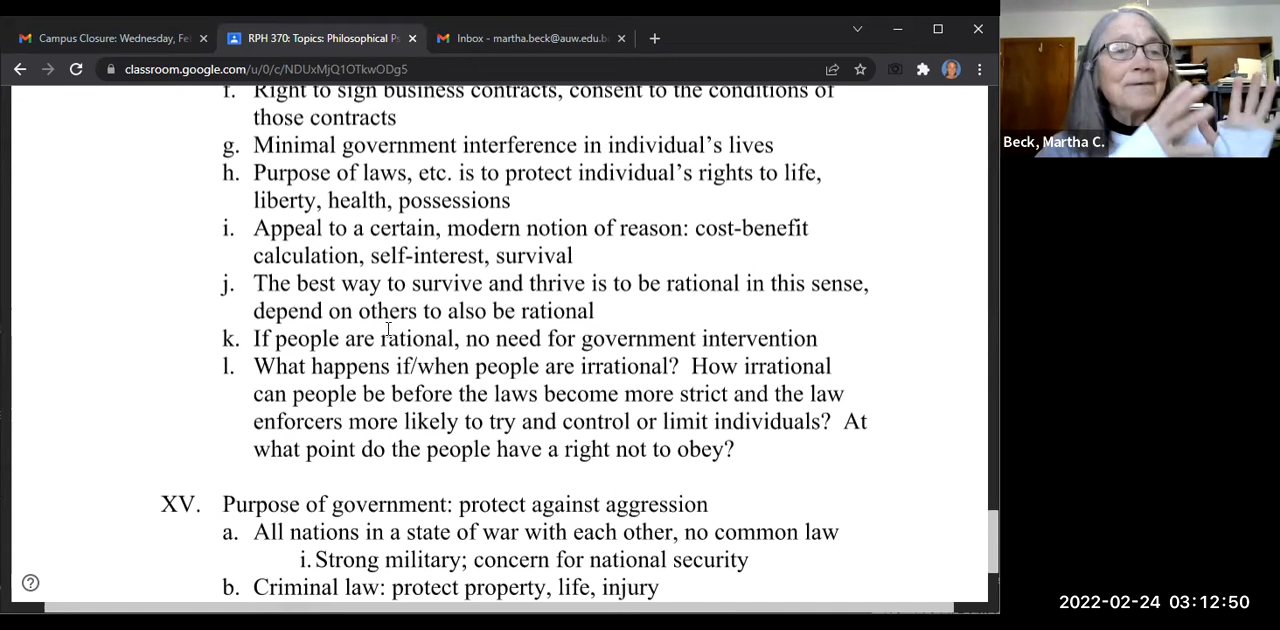 Campus Closure: Wednesday, Fe
RPH 370: Topics: Philosophical Ps
Inbox - martha.beck@auw.edu.b
classroom.google.com/u/0/c/NDUxMjQ1OTkwODg5
Beck, Martha C.
f. Right to sign business contracts, consent to the conditions of
those contracts
g. Minimal government interference in individual's lives
h. Purpose of laws, etc. is to protect individual's rights to life,
liberty, health, possessions
i. Appeal to a certain, modern notion of reason: cost-benefit
calculation, self-interest, survival
j. The best way to survive and thrive is to be rational in this sense,
depend on others to also be rational
k. If people are rational, no need for government intervention
l. What happens if/when people are irrational? How irrational
can people be before the laws become more strict and the law
enforcers more likely to try and control or limit individuals? At
what point do the people have a right not to obey?
XV. Purpose of government: protect against aggression
a. All nations in a state of war with each other, no common law
i. Strong military; concern for national security
b. Criminal law: protect property, life, injury
2022-02-24 03:12:50